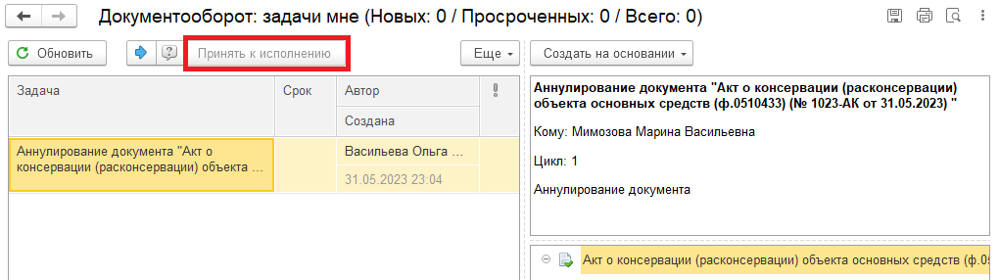 Документооборот: задачи мне (Новых: 0 / Просроченных: 0 / Всего: 0)
Обновить
Принять к исполнению
Еще
Создать на основании
Задача
Срок
Автор
Создана
Аннулирование документа "Акт о
консервации (расконсервации) объекта ...
Васильева Ольга ...
31.05.2023 23:04
Аннулирование документа "Акт о консервации (расконсервации)
объекта основных средств (ф.0510433) (№ 1023-АК от 31.05.2023) "
Кому: Мимозова Марина Васильевна
Цикл: 1
Аннулирование документа
Акт о консервации (расконсервации) объекта основных средств (ф.05